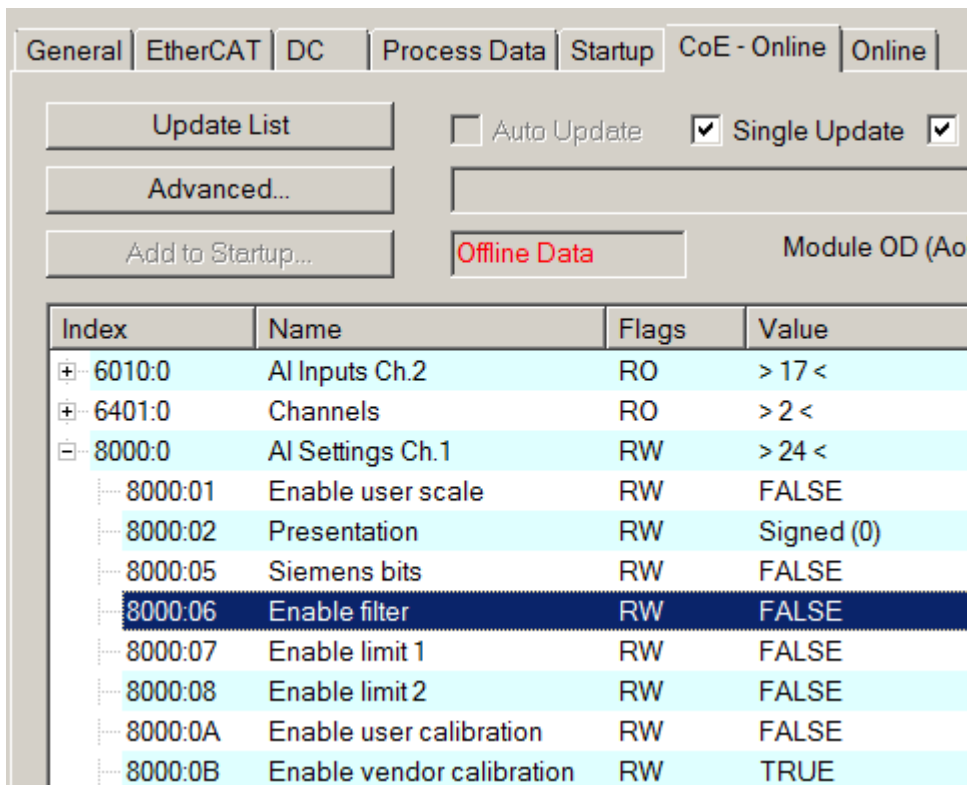 General EtherCAT DC Process Data Startup CoE - Online Online
Update List Auto Update Single Update
Advanced...
Add to Startup... Offline Data Module OD (Ao
Index Name Flags Value
6010:0 AI Inputs Ch.2 RO > 17 <
6401:0 Channels RO > 2 <
8000:0 AI Settings Ch.1 RW > 24 <
8000:01 Enable user scale RW FALSE
8000:02 Presentation RW Signed (0)
8000:05 Siemens bits RW FALSE
8000:06 Enable filter RW FALSE
8000:07 Enable limit 1 RW FALSE
8000:08 Enable limit 2 RW FALSE
8000:0A Enable user calibration RW FALSE
8000:0B Enable vendor calibration RW TRUE